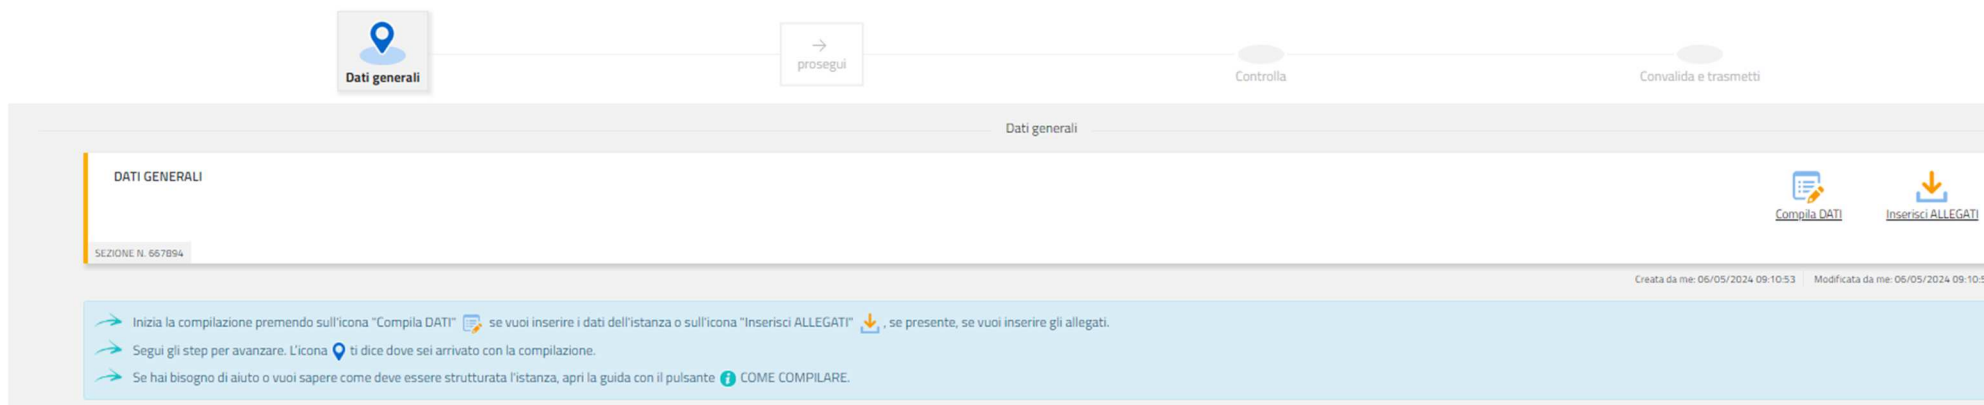 Dati generali
prosegui
Controlla
Convalida e trasmetti
Dati generali
DATI GENERALI
Compila DATI
Inserisci ALLEGATI
SEZIONE N. 667894
Creata da me: 06/05/2024 09:10:53 Modificata da me: 06/05/2024 09:10:5
Inizia la compilazione premendo sull'icona "Compila DATI" se vuoi inserire i dati dell'istanza o sull'icona "Inserisci ALLEGATI" , se presente, se vuoi inserire gli allegati.
Segui gli step per avanzare. L'icona ti dice dove sei arrivato con la compilazione.
Se hai bisogno di aiuto o vuoi sapere come deve essere strutturata l'istanza, apri la guida con il pulsante COME COMPILARE.